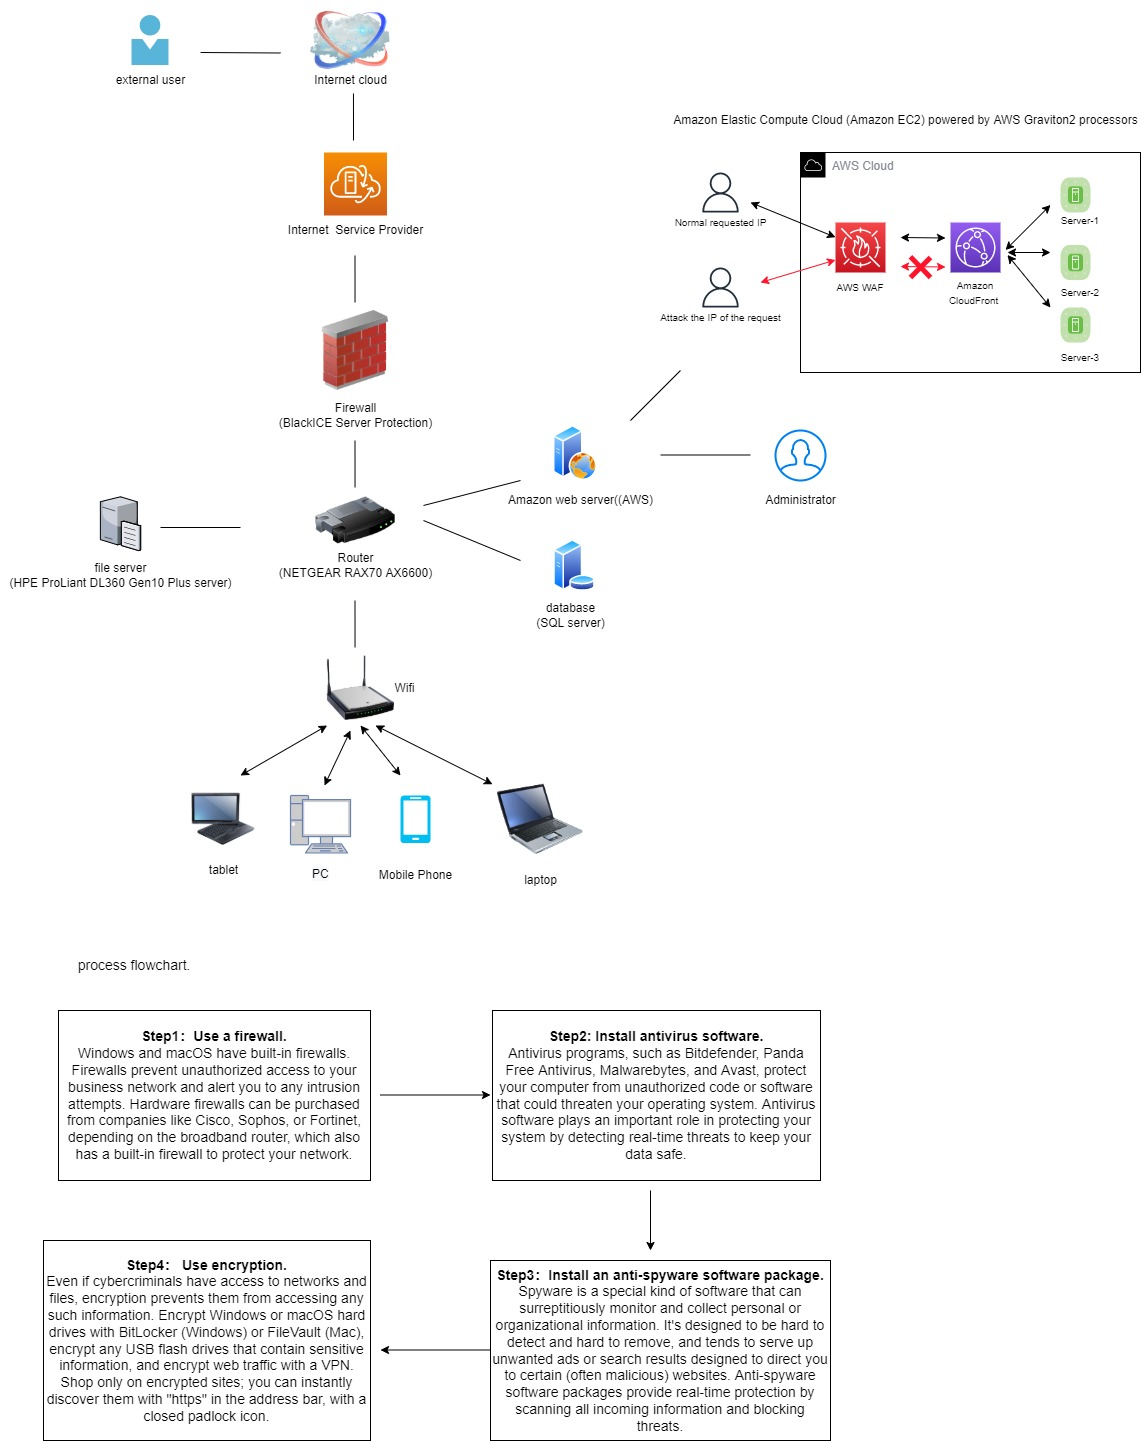 external user
Internet cloud
Amazon Elastic Compute Cloud (Amazon EC2) powered by AWS Graviton2 processors
AWS Cloud
Internet  Service Provider
Normal requested IP
Attack the IP of the request
AWS WAF
Amazon
CloudFront
Server-1
Server-2
Server-3
Firewall
(BlackICE Server Protection)
Amazon web server((AWS)
Administrator
file server
(HPE ProLiant DL360 Gen10 Plus server)
Router
(NETGEAR RAX70 AX6600)
database
(SQL server)
Wifi
tablet
PC
Mobile Phone
laptop
process flowchart.
Step1：Use a firewall.
Windows and macOS have built-in firewalls.
Firewalls prevent unauthorized access to your
business network and alert you to any intrusion
attempts. Hardware firewalls can be purchased
from companies like Cisco, Sophos, or Fortinet,
depending on the broadband router, which also
has a built-in firewall to protect your network.
Step2: Install antivirus software.
Antivirus programs, such as Bitdefender, Panda
Free Antivirus, Malwarebytes, and Avast, protect
your computer from unauthorized code or software
that could threaten your operating system. Antivirus
software plays an important role in protecting your
system by detecting real-time threats to keep your
data safe.
Step3：Install an anti-spyware software package.
Spyware is a special kind of software that can
surreptitiously monitor and collect personal or
organizational information. It's designed to be hard to
detect and hard to remove, and tends to serve up
unwanted ads or search results designed to direct you
to certain (often malicious) websites. Anti-spyware
software packages provide real-time protection by
scanning all incoming information and blocking
threats.
Step4：  Use encryption.
Even if cybercriminals have access to networks and
files, encryption prevents them from accessing any
such information. Encrypt Windows or macOS hard
drives with BitLocker (Windows) or FileVault (Mac),
encrypt any USB flash drives that contain sensitive
information, and encrypt web traffic with a VPN.
Shop only on encrypted sites; you can instantly
discover them with "https" in the address bar, with a
closed padlock icon.